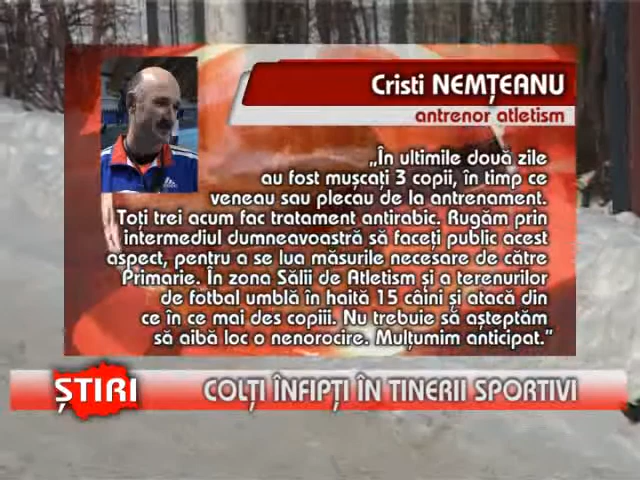 Cristi NEMȚEANU
antrenor atletism
„În ultimile două zile
au fost mușcați 3 copii, în timp ce
veneau sau plecau de la antrenament.
Toți trei acum fac tratament antirabic. Rugăm prin
intermediul dumneavoastră să faceți public acest
aspect, pentru a se lua măsurile necesare de către
Primarie. În zona Sălii de Atletism și a terenurilor
de fotbal umblă în haită 15 câini și atacă din
ce în ce mai des copiii. Nu trebuie să așteptăm
să aibă loc o nenorocire. Mulțumim anticipat.”
ȘTIRI
COLȚI ÎNFIPȚI ÎN TINERII SPORTIVI